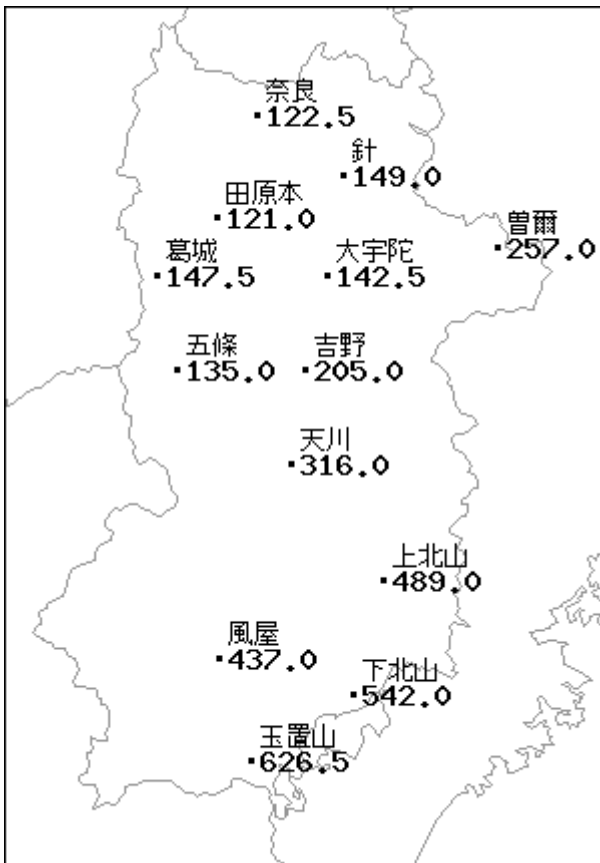 奈良
·122.5
針
·149.0
田原本
·121.0
曽爾
·257.0
葛城
·147.5
大宇陀
·142.5
五條
·135.0
吉野
·205.0
天川
·316.0
上北山
·489.0
風屋
·437.0
下北山
·542.0
玉置山
·626.5